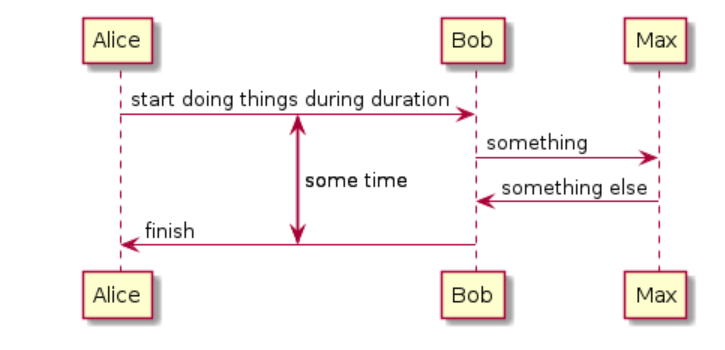 Alice
Bob
Max
start doing things during duration
something
some time
something else
finish
Alice
Bob
Max